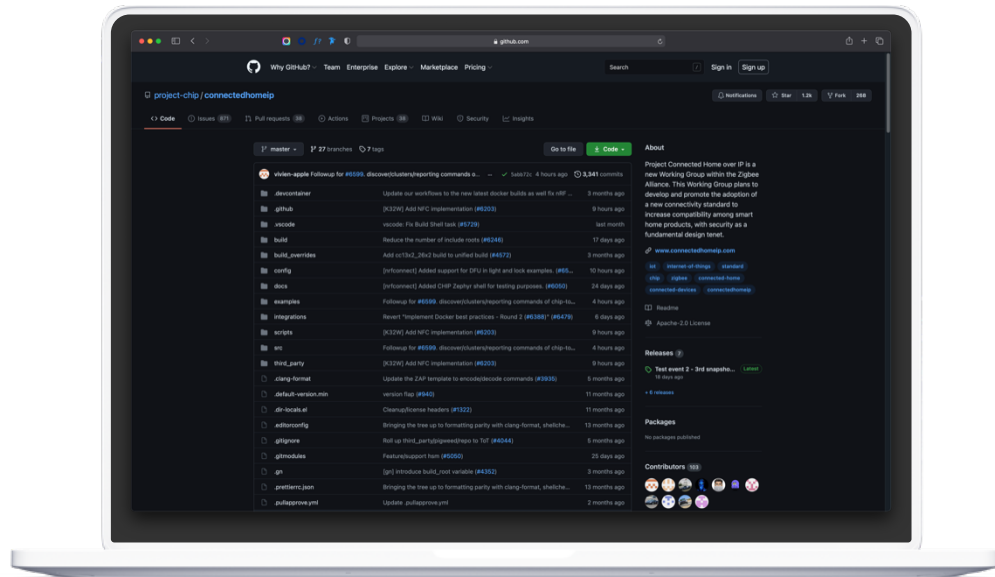 github.com
Why GitHub? Team Enterprise Explore Marketplace Pricing Search / Sign in Sign up
project-chip / connectedhomeip Notifications Star 1.2k Fork 268
Code Issues 671 Pull requests Actions Projects Wiki Security Insights
master 27 branches 7 tags Go to file Code
vivien-apple Followup for #6599. discover/clusters/reporting commands o... 4 hours ago 3,341 commits
.devcontainer Update our workflows to the new latest docker builds as well fix nRF ... 3 months ago
.github [K32W] Add NFC implementation (#6203) 9 hours ago
.vscode vscode: Fix Build Shell task (#5729) last month
build Reduce the number of include roots (#6246) 17 days ago
build_overrides Add cc13x2_26x2 build to unified build (#4572) 3 months ago
config [nrfconnect] Added support for DFU in light and lock examples. (#65... 10 hours ago
docs [nrfconnect] Added CHIP Zephyr shell for testing purposes. (#6050) 24 days ago
examples Followup for #6599. discover/clusters/reporting commands of chip-to... 4 hours ago
integrations Revert "Implement Docker best practices - Round 2 (#6388)" (#6479) 6 days ago
scripts [K32W] Add NFC implementation (#6203) 9 hours ago
src Followup for #6599. discover/clusters/reporting commands of chip-to... 4 hours ago
third_party [K32W] Add NFC implementation (#6203) 9 hours ago
.clang-format Update the ZAP template to encode/decode commands (#3935) 5 months ago
.default-version.min version flap (#940) 11 months ago
.dir-locals.el Cleanup/license headers (#1322) 11 months ago
.editorconfig Bringing the tree up to formatting parity with clang-format, shellche... 13 months ago
.gitignore Roll up third_party/pigweed/repo to ToT (#4044) 5 months ago
.gitmodules Feature/support hsm (#5050) 25 days ago
.gn [gn] introduce build_root variable (#4352) 3 months ago
.prettierrc.json Bringing the tree up to formatting parity with clang-format, shellche... 13 months ago
.pullapprove.yml Update .pullapprove.yml 2 months ago
About
Project Connected Home over IP is a
new Working Group within the Zigbee
Alliance. This Working Group plans to
develop and promote the adoption of
a new connectivity standard to
increase compatibility among smart
home products, with security as a
fundamental design tenet.
www.connectedhomeip.com
iot internet-of-things standard
chip zigbee connected-home
connected-devices connectedhomeip
Readme
Apache-2.0 License
Releases 7
Test event 2 - 3rd snapsho... Latest
16 days ago
+ 6 releases
Packages
No packages published
Contributors 103